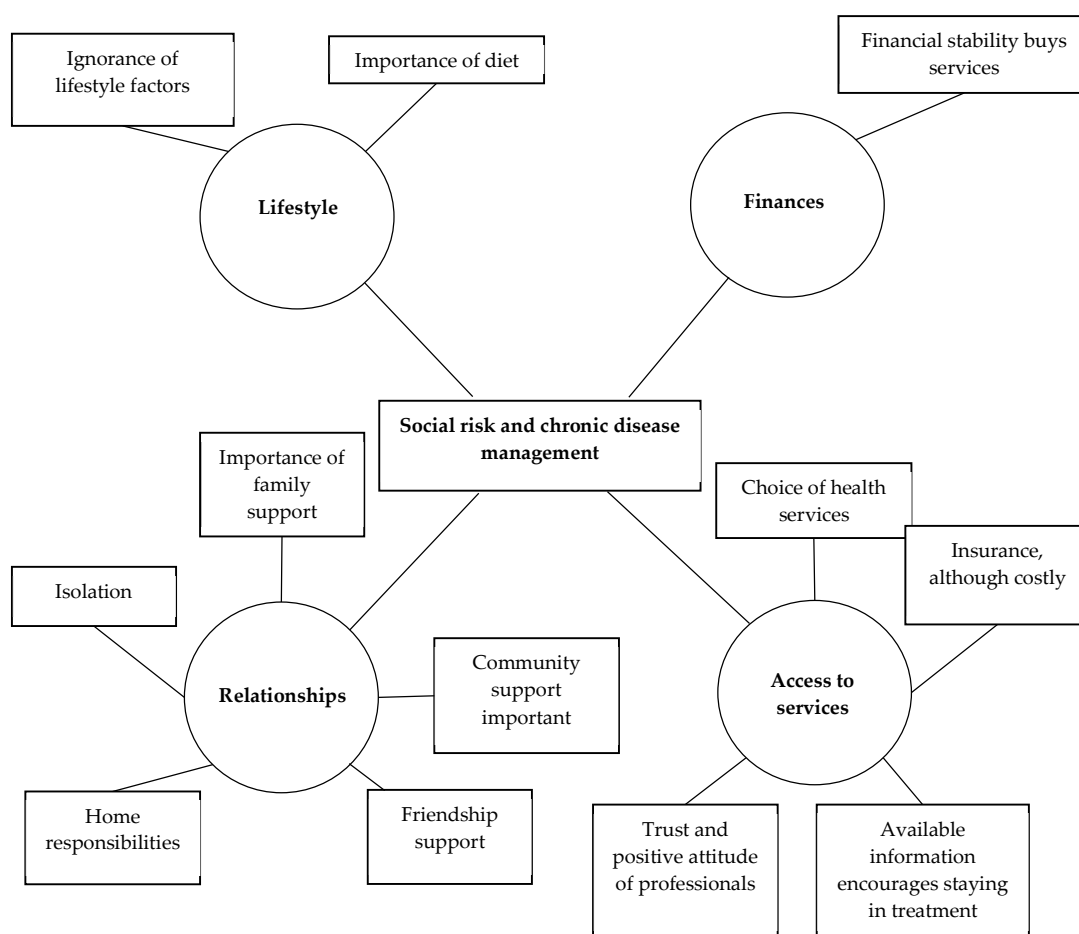 Ignorance of
lifestyle factors
Importance of diet
Financial stability buys
services
Lifestyle
Finances
Social risk and chronic disease
management
Importance of
family
support
Choice of health
services
Insurance,
although costly
Isolation
Relationships
Community
support
important
Access to
services
Home
responsibilities
Friendship
support
Trust and
positive attitude
of professionals
Available
information
encourages staying
in treatment